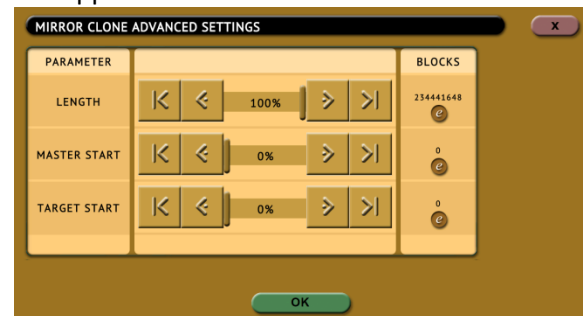 MIRROR CLONE ADVANCED SETTINGS X
PARAMETER BLOCKS
LENGTH 100% 234441648
e
MASTER START 0% 0
e
TARGET START 0% 0
e
OK